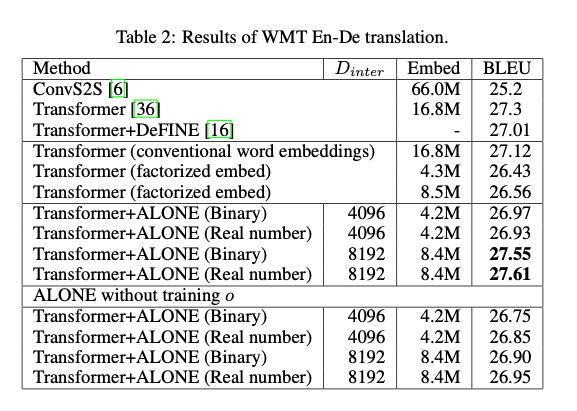 Table 2: Results of WMT En-De translation.
Method D_inter Embed BLEU
ConvS2S [6] 66.0M 25.2
Transformer [36] 16.8M 27.3
Transformer+DeFINE [16] - 27.01
Transformer (conventional word embeddings) 16.8M 27.12
Transformer (factorized embed) 4.3M 26.43
Transformer (factorized embed) 8.5M 26.56
Transformer+ALONE (Binary) 4096 4.2M 26.97
Transformer+ALONE (Real number) 4096 4.2M 26.93
Transformer+ALONE (Binary) 8192 8.4M 27.55
Transformer+ALONE (Real number) 8192 8.4M 27.61
ALONE without training o
Transformer+ALONE (Binary) 4096 4.2M 26.75
Transformer+ALONE (Real number) 4096 4.2M 26.85
Transformer+ALONE (Binary) 8192 8.4M 26.90
Transformer+ALONE (Real number) 8192 8.4M 26.95